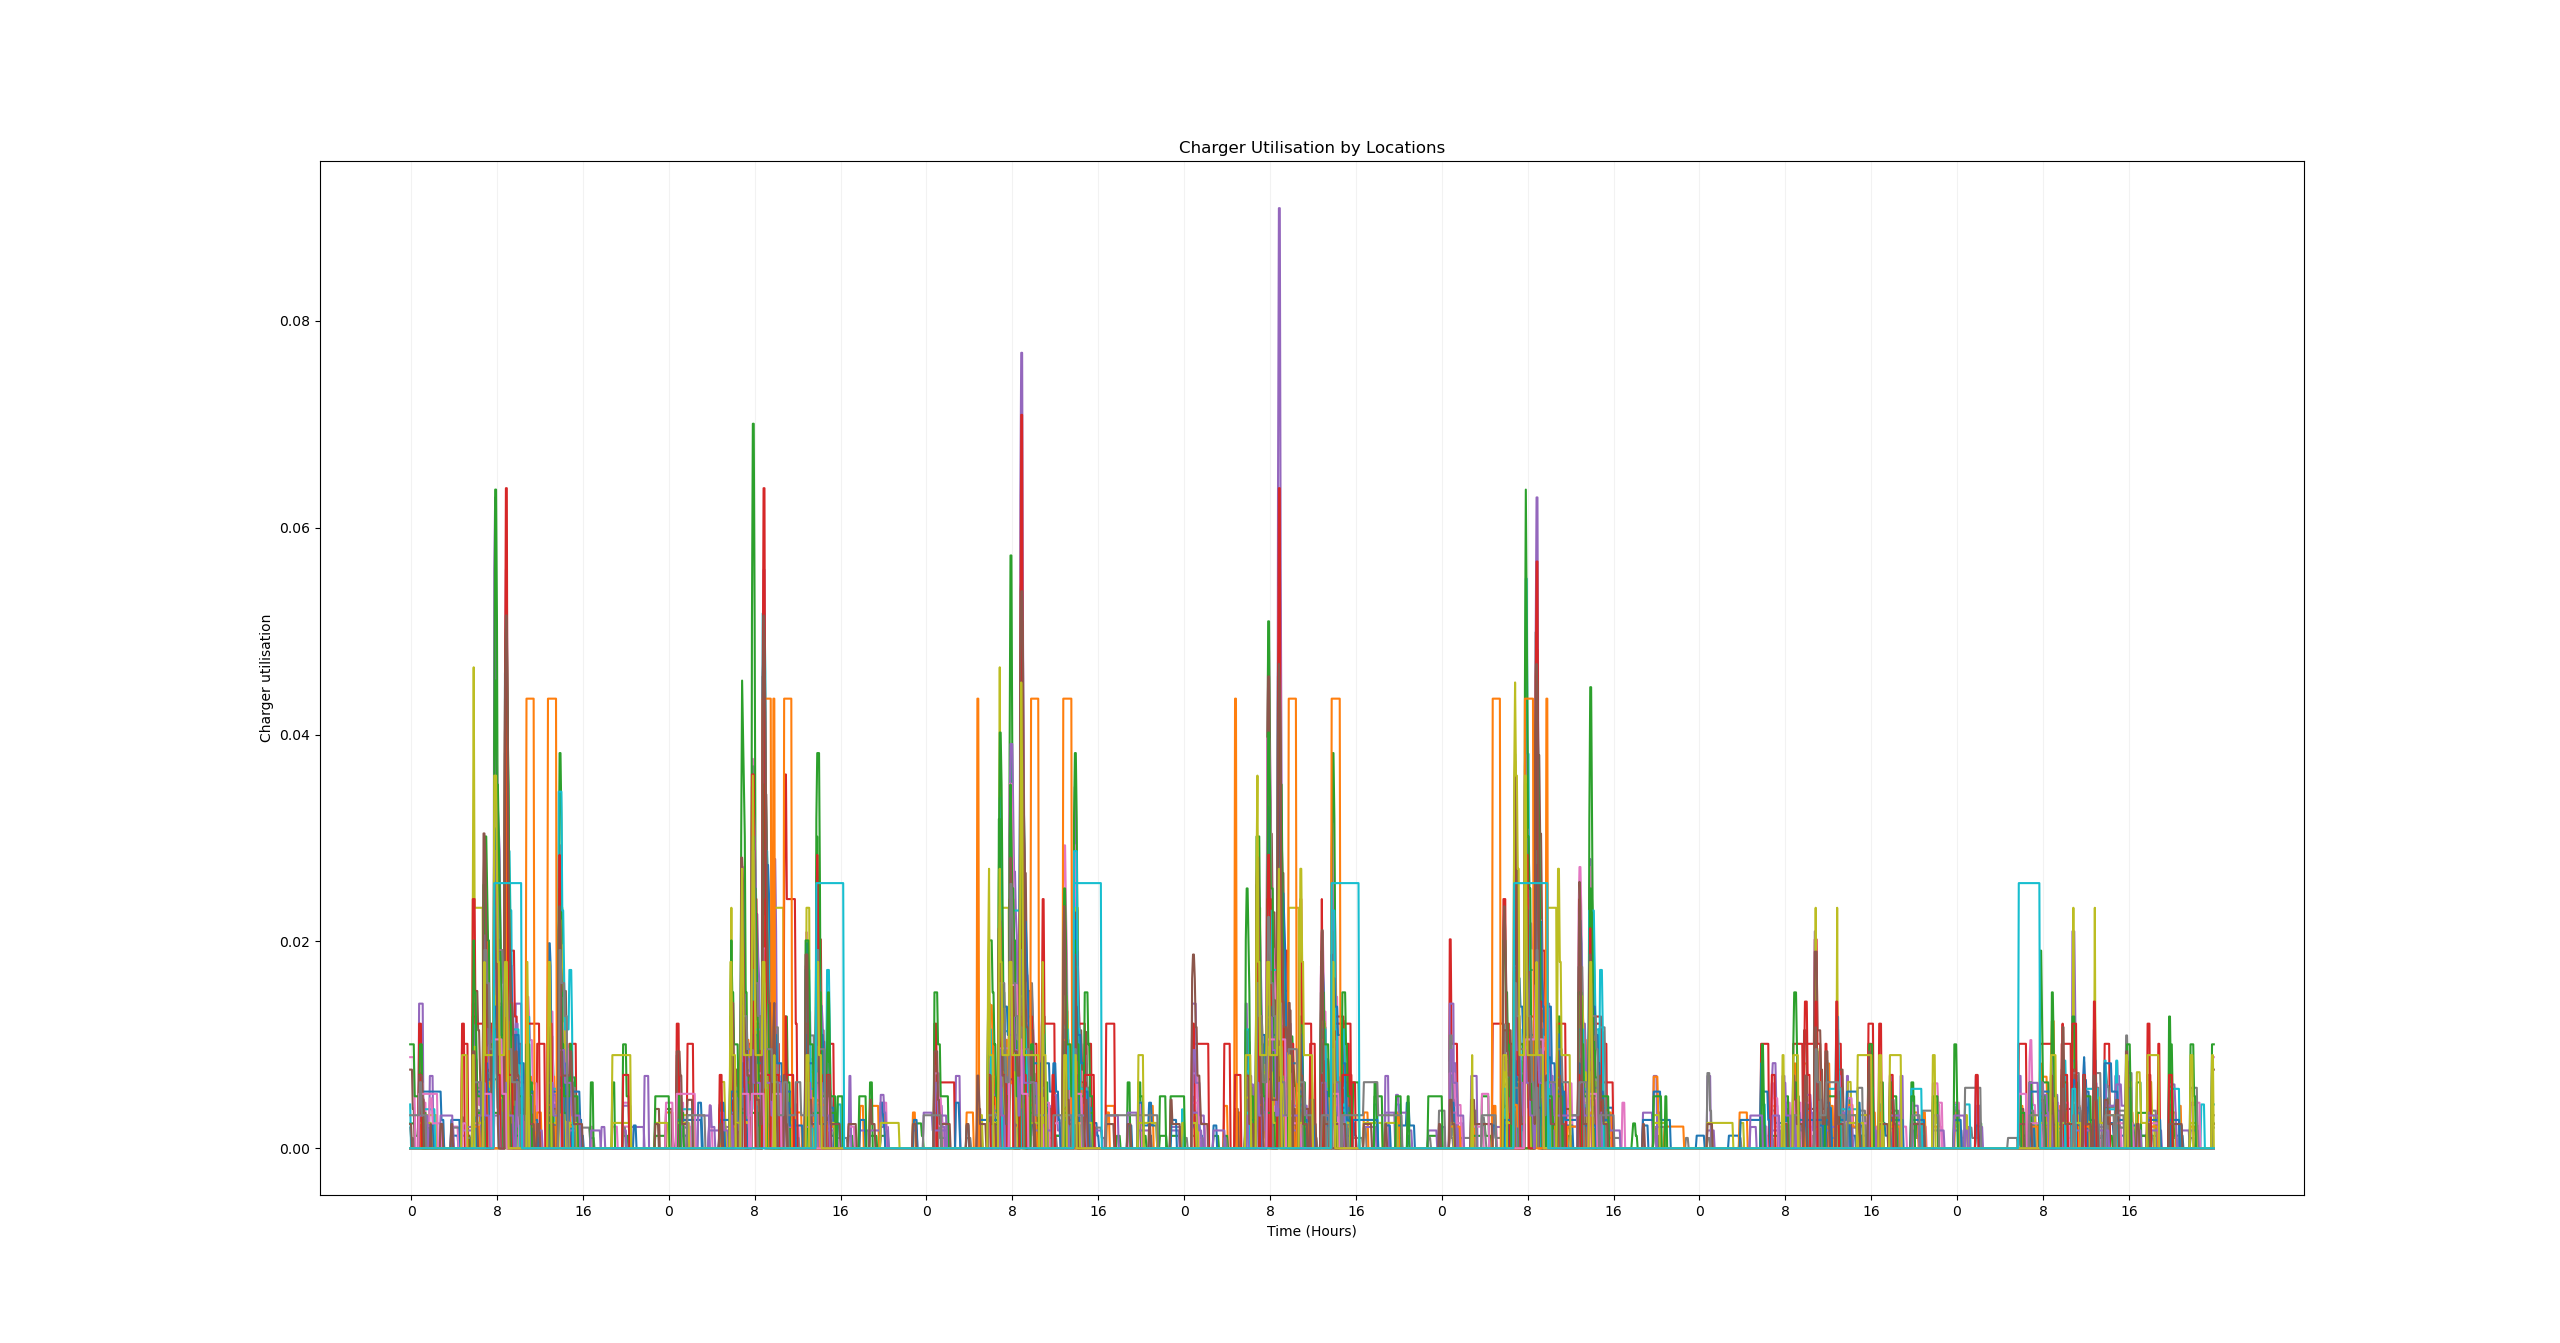 Charger Utilisation by Locations
0.08
0.06
0.04
0.02
0.00
Charger utilisation
0 8 16 0 8 16 0 8 16 0 8 16 0 8 16 0 8 16 0 8 16
Time (Hours)